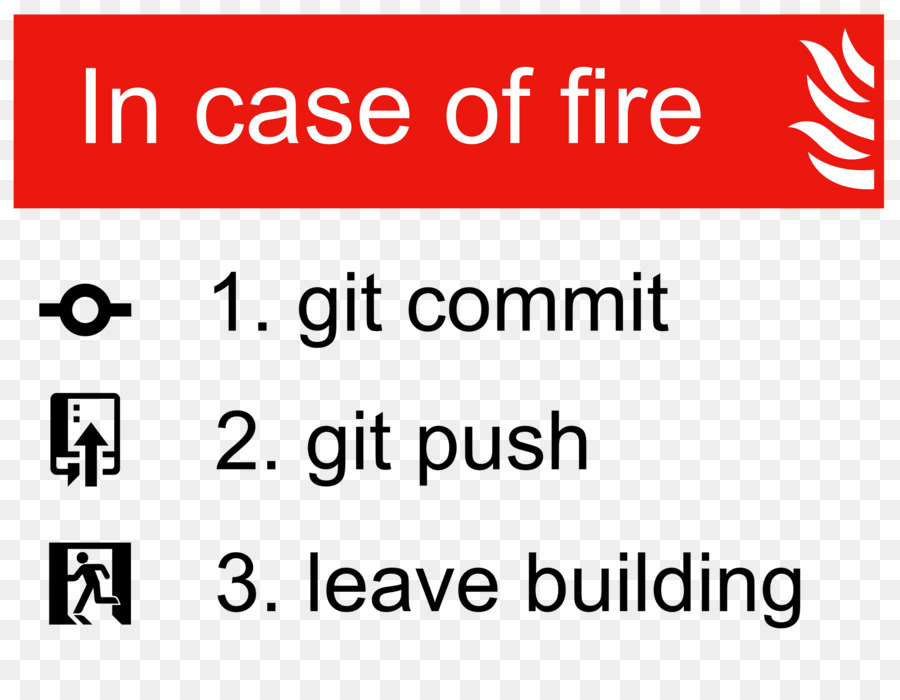 In case of fire
1. git commit
2. git push
3. leave building